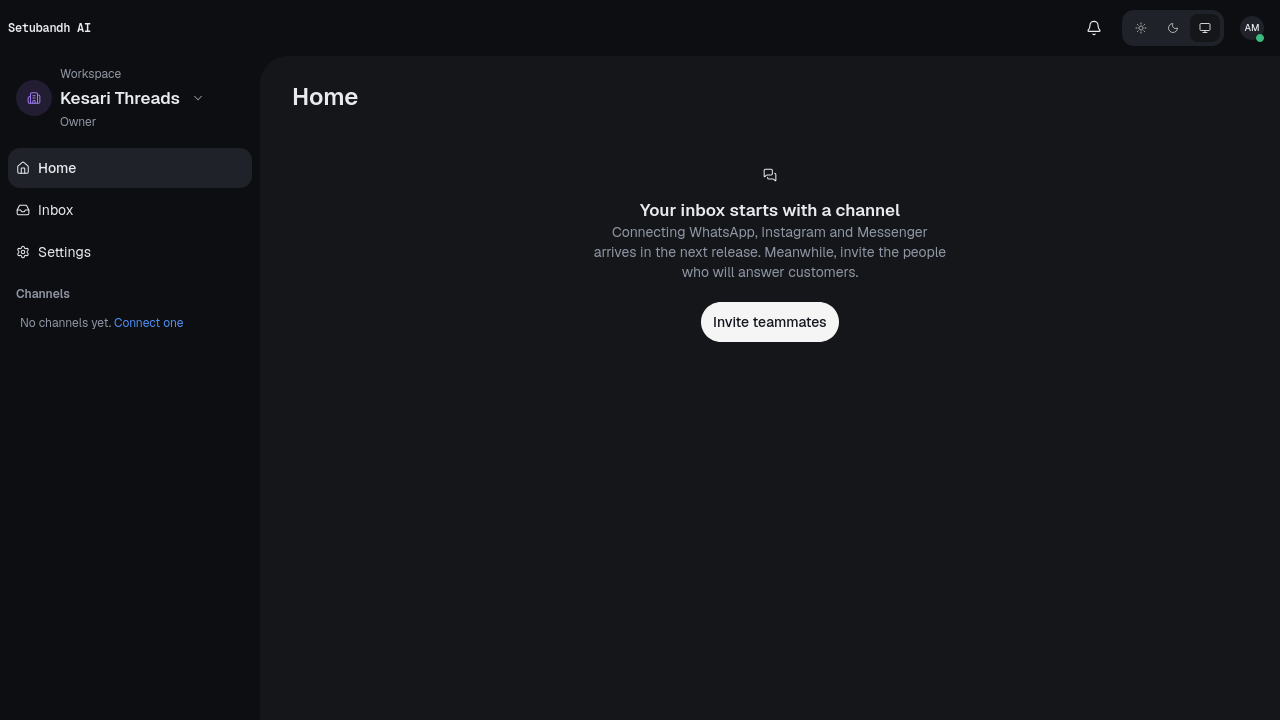 Setubandh AI
AM
Workspace
Kesari Threads
Owner
Home
Inbox
Settings
Channels
No channels yet. Connect one
Home
Your inbox starts with a channel
Connecting WhatsApp, Instagram and Messenger
arrives in the next release. Meanwhile, invite the people
who will answer customers.
Invite teammates